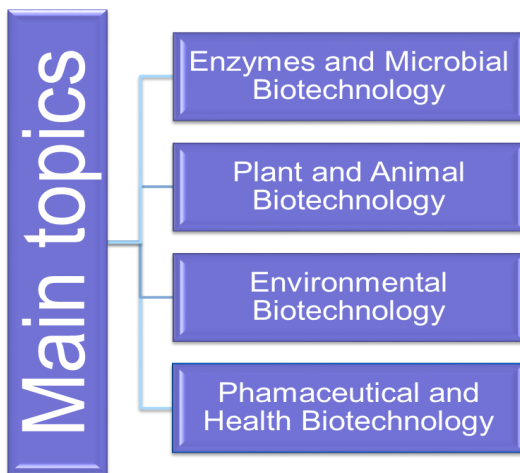 Main topics
Enzymes and Microbial
Biotechnology
Plant and Animal
Biotechnology
Environmental
Biotechnology
Phamaceutical and
Health Biotechnology